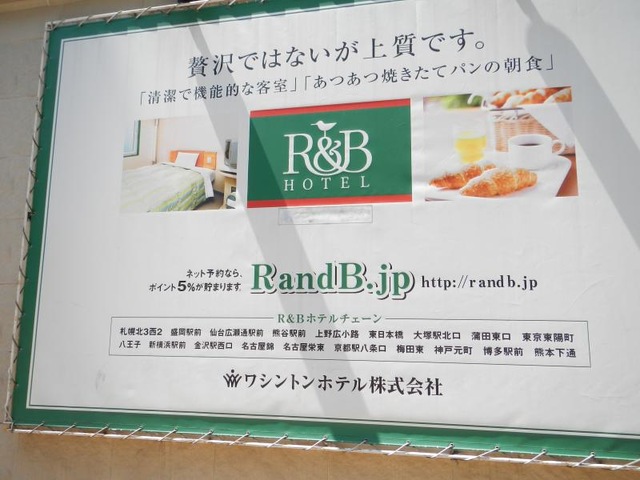 贅沢ではないが上質です。
「清潔で機能的な客室」「あつあつ焼きたてパンの朝食」
R&B
HOTEL
ネット予約なら、
ポイント5%が貯まります。
RandB.jp http://randb.jp
R&Bホテルチェーン
札幌北3西2 盛岡駅前 仙台広瀬通駅前 熊谷駅前 上野広小路 東日本橋 大塚駅北口 蒲田東口 東京東陽町
八王子 新横浜駅前 金沢駅西口 名古屋錦 名古屋栄東 京都駅八条口 梅田東 神戸元町 博多駅前 熊本下通
ワシントンホテル株式会社